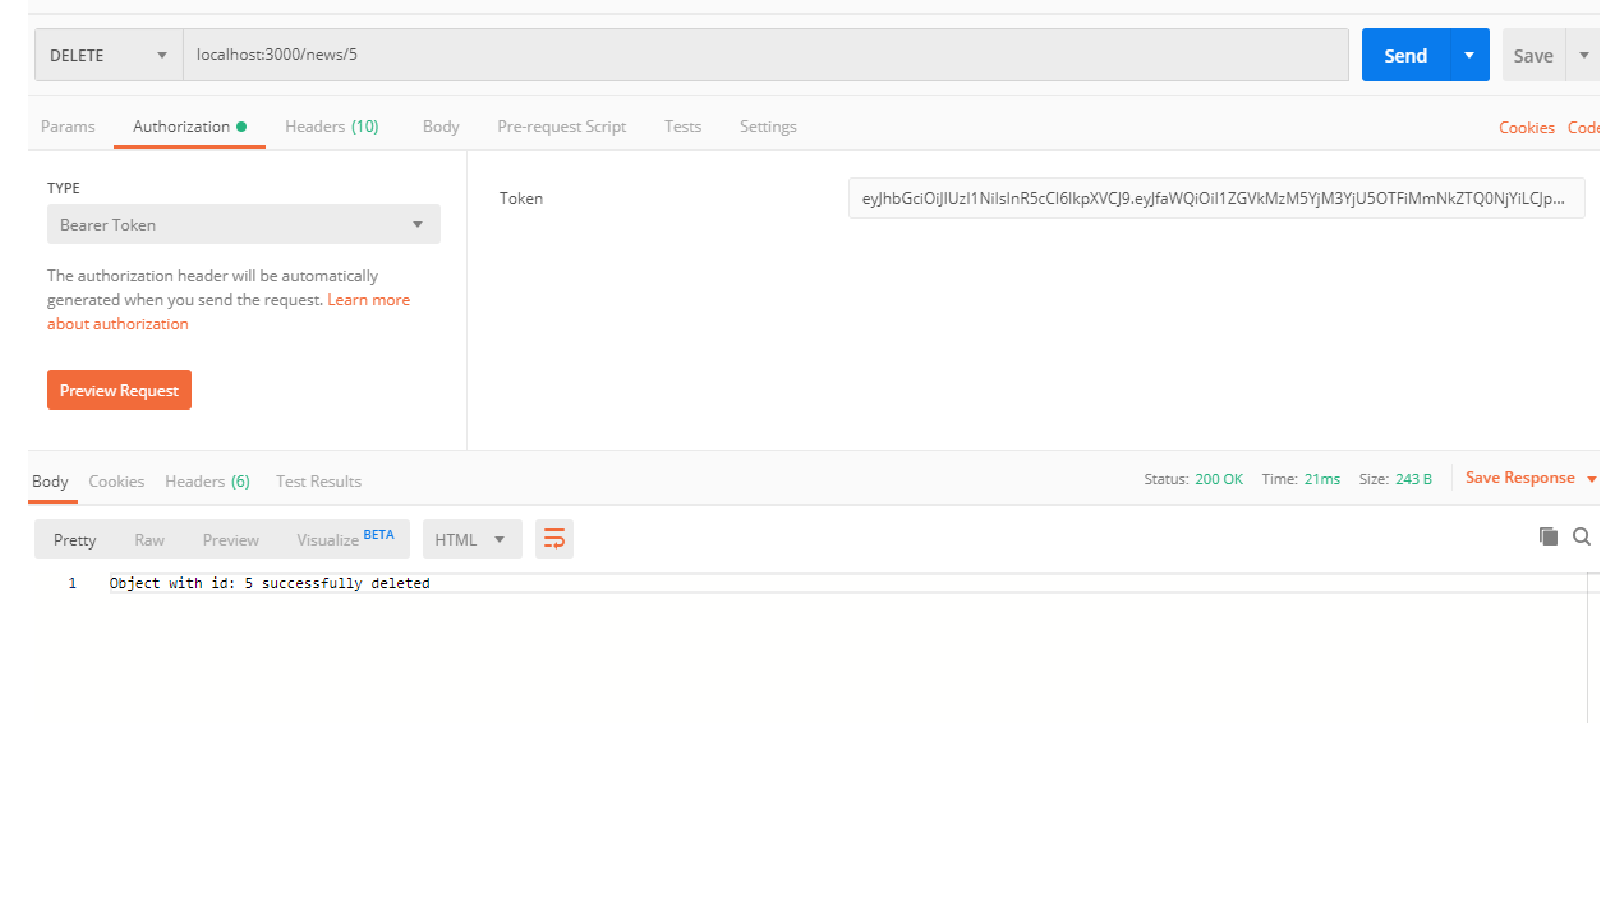 DELETE localhost:3000/news/5 Send Save
Params Authorization Headers (10) Body Pre-request Script Tests Settings Cookies Code
TYPE
Bearer Token
Token
The authorization header will be automatically
generated when you send the request. Learn more
about authorization
Preview Request
Body Cookies Headers (6) Test Results Status: 200 OK Time: 21ms Size: 243 B Save Response
Pretty Raw Preview Visualize BETA HTML
1 Object with id: 5 successfully deleted